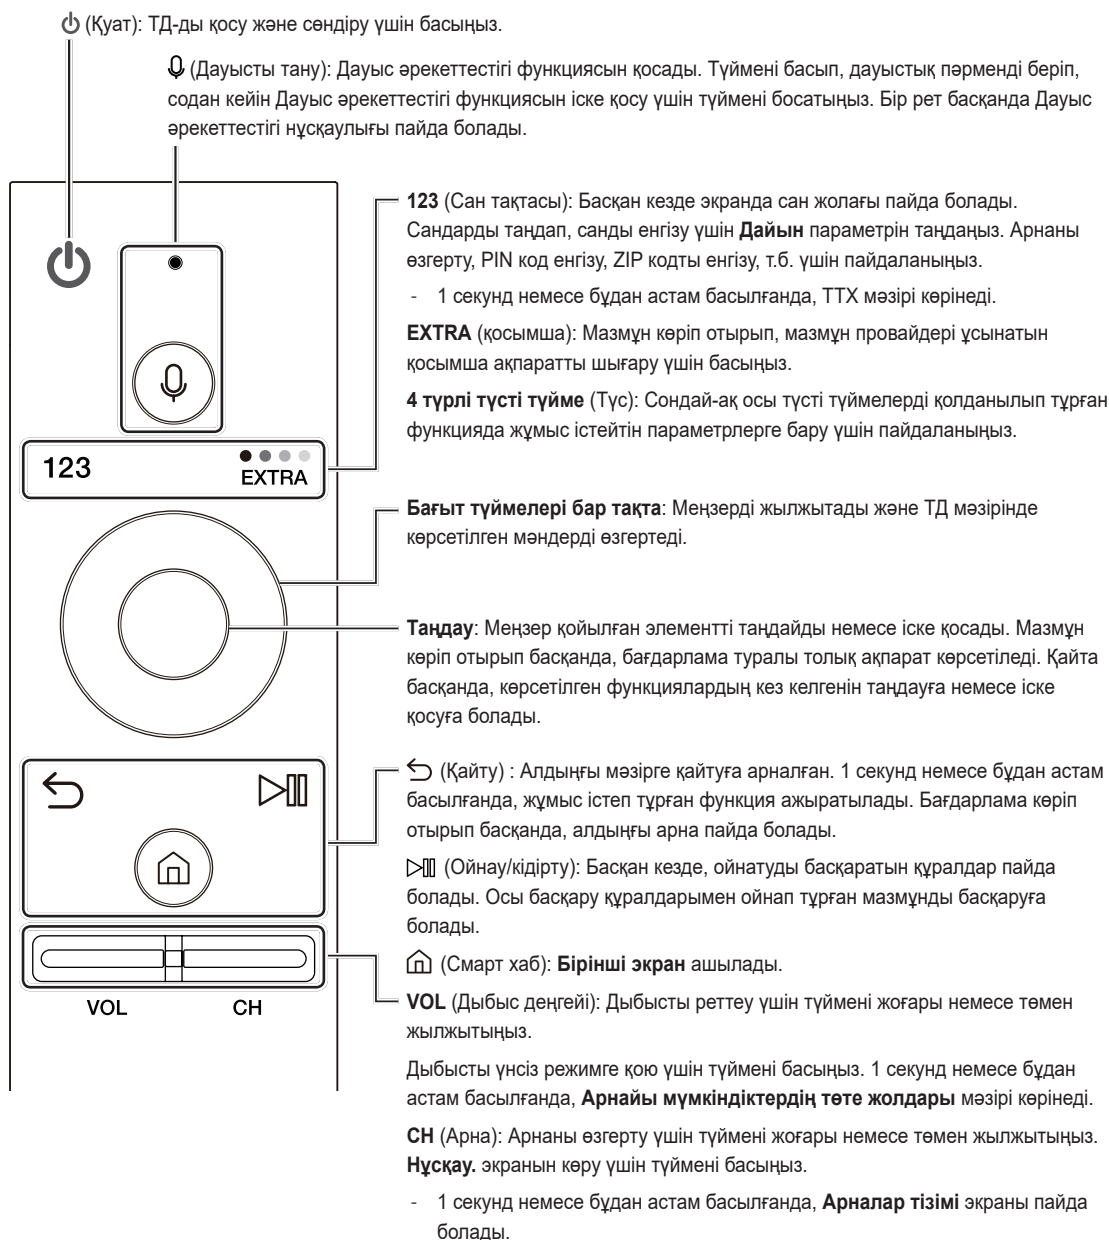 (Қуат): ТД-ды қосу және сөндіру үшін басыңыз.
(Дауысты тану): Дауыс әрекеттестігі функциясын қосады. Түймені басып, дауыстық пәрменді беріп,
содан кейін Дауыс әрекеттестігі функциясын іске қосу үшін түймені босатыңыз. Бір рет басқанда Дауыс
әрекеттестігі нұсқаулығы пайда болады.
123 (Сан тақтасы): Басқан кезде экранда сан жолағы пайда болады.
Сандарды таңдап, санды енгізу үшін Дайын параметрін таңдаңыз. Арнаны
өзгерту, PIN код енгізу, ZIP кодты енгізу, т.б. үшін пайдаланыңыз.
- 1 секунд немесе бұдан астам басылғанда, TTX мәзірі көрінеді.
EXTRA (қосымша): Мазмұн көріп отырып, мазмұн провайдері ұсынатын
қосымша ақпаратты шығару үшін басыңыз.
4 түрлі түсті түйме (Түс): Сондай-ақ осы түсті түймелерді қолданылып тұрған
функцияда жұмыс істейтін параметрлерге бару үшін пайдаланыңыз.
123
EXTRA
Бағыт түймелері бар тақта: Меңзерді жылжытады және ТД мәзірінде
көрсетілген мәндерді өзгертеді.
Таңдау: Меңзер қойылған элементті таңдайды немесе іске қосады. Мазмұн
көріп отырып басқанда, бағдарлама туралы толық ақпарат көрсетіледі. Қайта
басқанда, көрсетілген функциялардың кез келгенін таңдауға немесе іске
қосуға болады.
(Қайту) : Алдыңғы мәзірге қайтуға арналған. 1 секунд немесе бұдан астам
басылғанда, жұмыс істеп тұрған функция ажыратылады. Бағдарлама көріп
отырып басқанда, алдыңғы арна пайда болады.
(Ойнау/кідірту): Басқан кезде, ойнатуды басқаратын құралдар пайда
болады. Осы басқару құралдарымен ойнап тұрған мазмұнды басқаруға
болады.
(Смарт хаб): Бірінші экран ашылады.
VOL
CH
VOL (Дыбыс деңгейі): Дыбысты реттеу үшін түймені жоғары немесе төмен
жылжытыңыз.
Дыбысты үнсіз режимге қою үшін түймені басыңыз. 1 секунд немесе бұдан
астам басылғанда, Арнайы мүмкіндіктердің төте жолдары мәзірі көрінеді.
CH (Арна): Арнаны өзгерту үшін түймені жоғары немесе төмен жылжытыңыз.
Нұсқау. экранын көру үшін түймені басыңыз.
- 1 секунд немесе бұдан астам басылғанда, Арналар тізімі экраны пайда
болады.